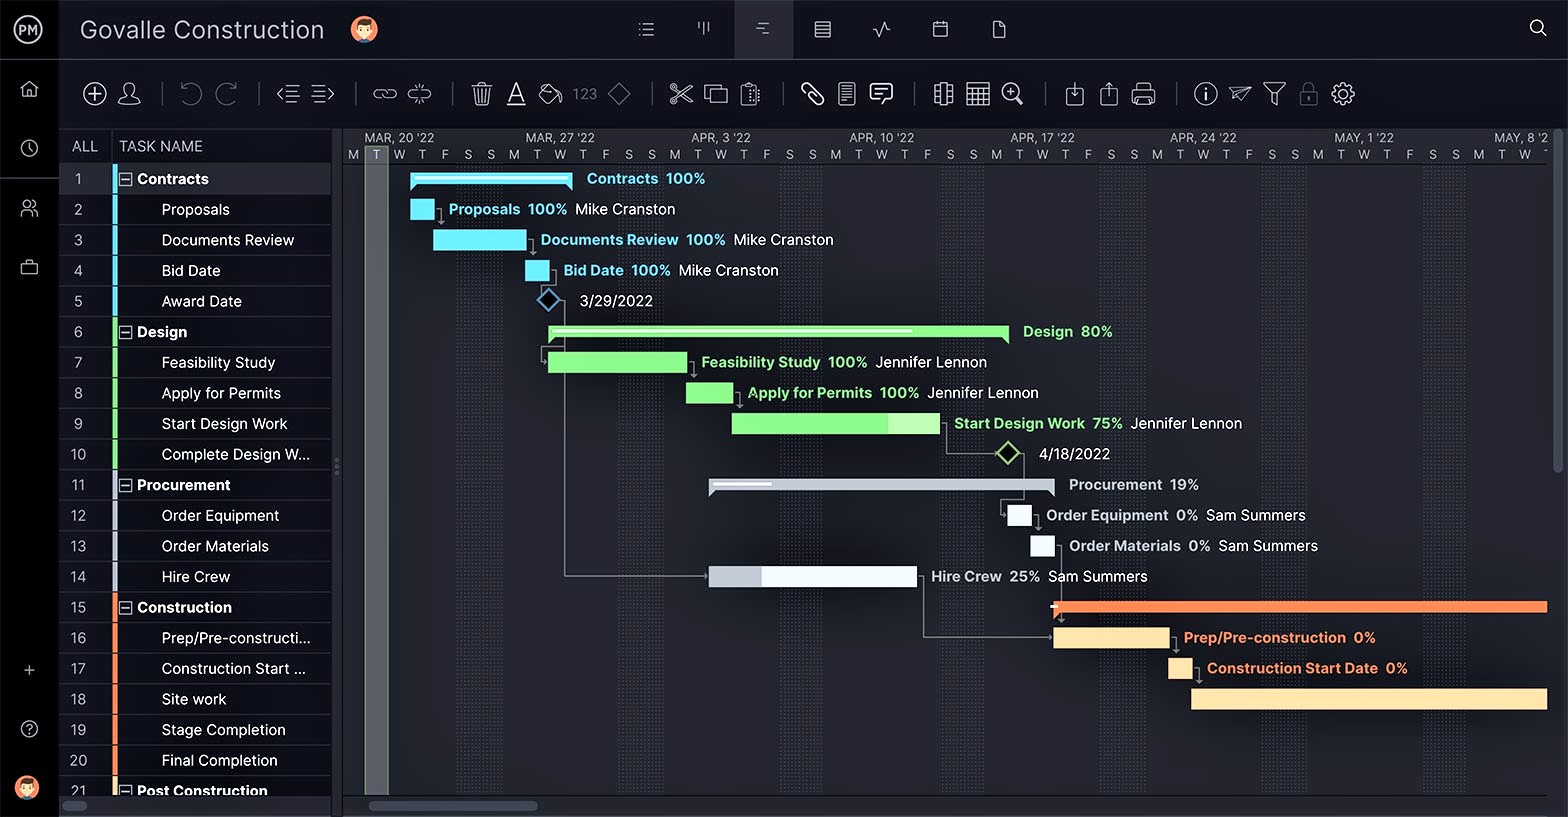 PM Govalle Construction
123
ALL TASK NAME
MAR, 20 '22 MAR, 27 '22 APR, 3 '22 APR, 10 '22 APR, 17 '22 APR, 24 '22 MAY, 1 '22 MAY, 8 '2
M T W T F S S M T W T F S S M T W T F S S M T W T F S S M T W T F S S M T W T F S S M T W T F S S M T W
1 Contracts Contracts 100%
2 Proposals Proposals 100% Mike Cranston
3 Documents Review Documents Review 100% Mike Cranston
4 Bid Date Bid Date 100% Mike Cranston
5 Award Date 3/29/2022
6 Design Design 80%
7 Feasibility Study Feasibility Study 100% Jennifer Lennon
8 Apply for Permits Apply for Permits 100% Jennifer Lennon
9 Start Design Work Start Design Work 75% Jennifer Lennon
10 Complete Design W... 4/18/2022
11 Procurement Procurement 19%
12 Order Equipment Order Equipment 0% Sam Summers
13 Order Materials Order Materials 0% Sam Summers
14 Hire Crew Hire Crew 25% Sam Summers
15 Construction
16 Prep/Pre-constructi... Prep/Pre-construction 0%
17 Construction Start ... Construction Start Date 0%
18 Site work
19 Stage Completion
20 Final Completion
21 Post Construction